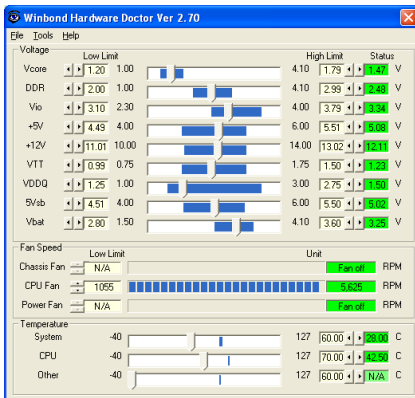 Winbond Hardware Doctor Ver 2.70
File Tools Help
Voltage
Low Limit High Limit Status
Vcore 1.20 1.00 4.10 1.79 1.47 V
DDR 2.00 1.00 4.10 2.99 2.48 V
Vio 3.10 2.30 4.00 3.79 3.34 V
+5V 4.49 4.00 6.00 5.51 5.08 V
+12V 11.01 10.00 14.00 13.02 12.11 V
VTT 0.99 0.75 1.75 1.50 1.23 V
VDDQ 1.25 1.00 3.00 2.75 1.50 V
5Vsb 4.51 4.00 6.00 5.50 5.02 V
Vbat 2.80 1.50 4.10 3.60 3.25 V
Fan Speed
Low Limit Unit
Chassis Fan N/A Fan off RPM
CPU Fan 1055 5,625 RPM
Power Fan N/A Fan off RPM
Temperature
System -40 127 60.00 28.00 C
CPU -40 127 70.00 42.50 C
Other -40 127 60.00 N/A C